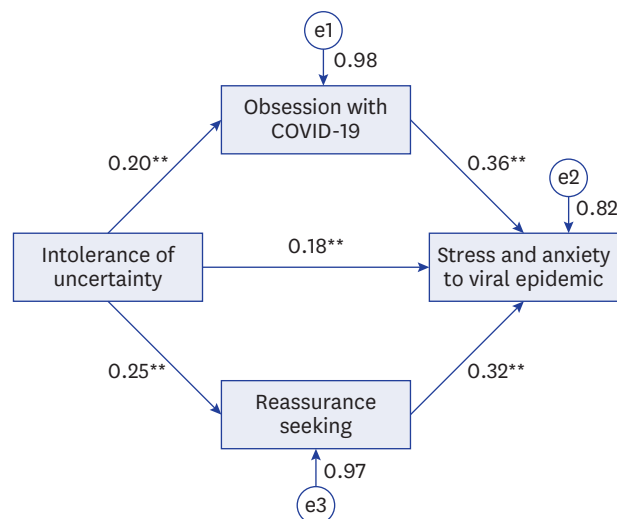 e1
0.98
Obsession with
COVID-19
0.20**
0.36**
e2
0.82
Intolerance of
uncertainty
0.18**
Stress and anxiety
to viral epidemic
0.25**
0.32**
Reassurance
seeking
0.97
e3